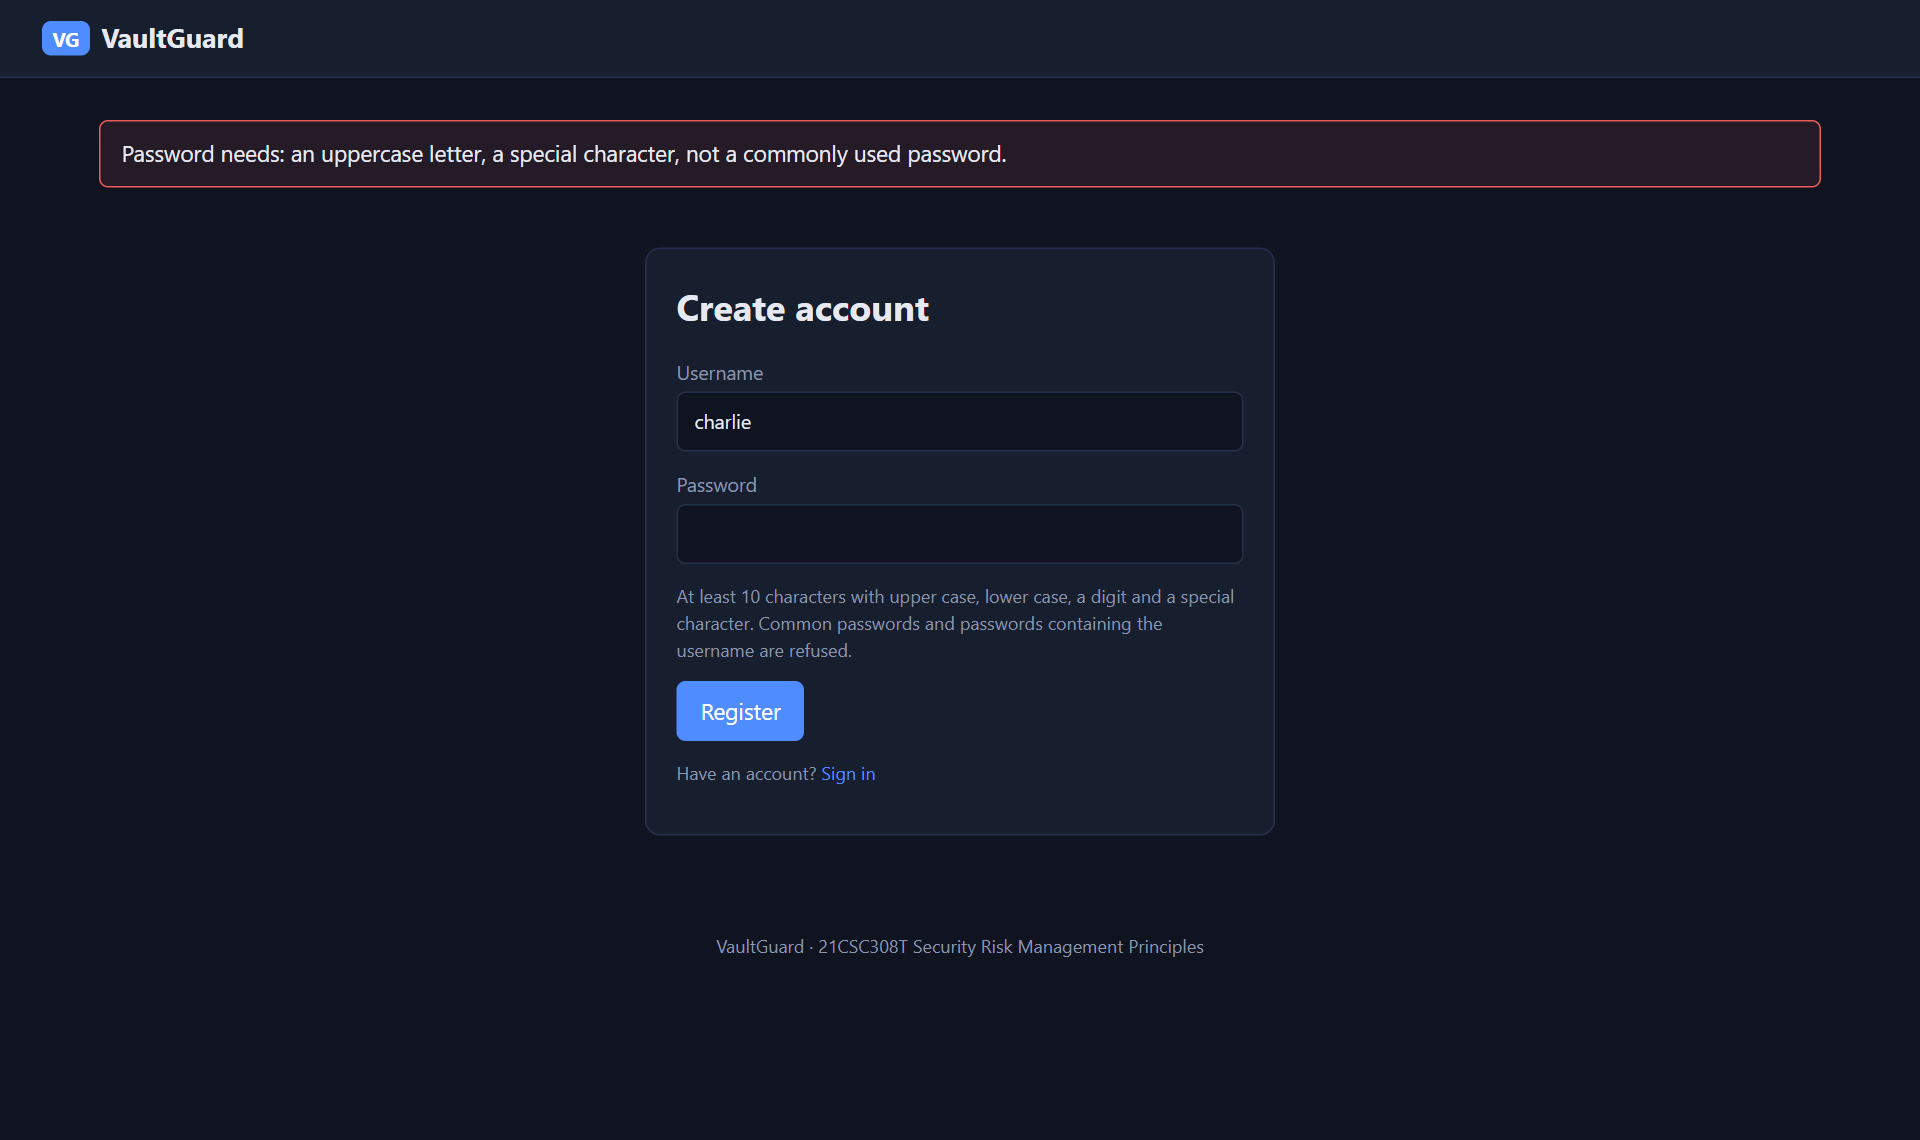 VG VaultGuard
Password needs: an uppercase letter, a special character, not a commonly used password.
Create account
Username
charlie
Password
At least 10 characters with upper case, lower case, a digit and a special
character. Common passwords and passwords containing the
username are refused.
Register
Have an account? Sign in
VaultGuard · 21CSC308T Security Risk Management Principles